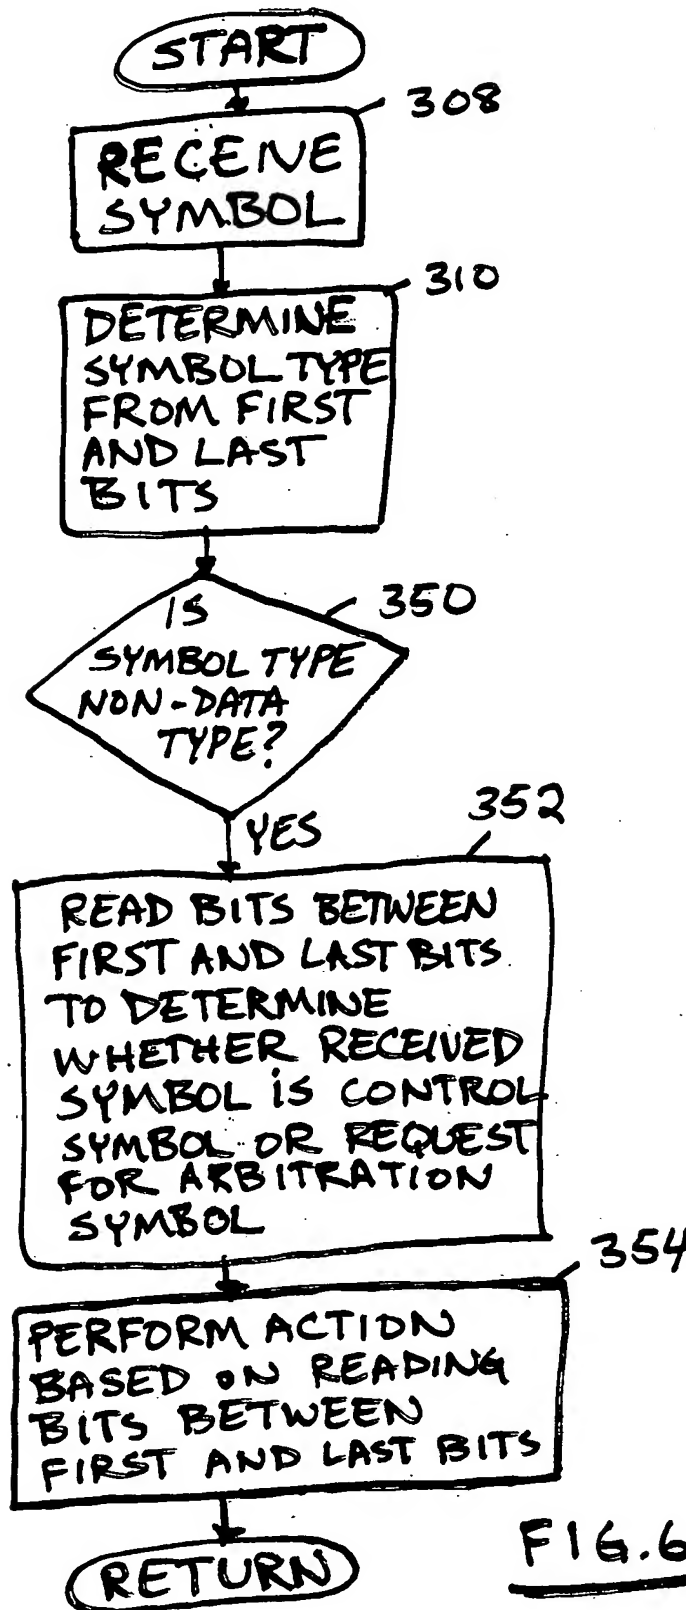 START
308
RECEIVE
SYMBOL
310
DETERMINE
SYMBOL TYPE
FROM FIRST
AND LAST
BITS
350
IS
SYMBOL TYPE
NON-DATA
TYPE?
YES
352
READ BITS BETWEEN
FIRST AND LAST BITS
TO DETERMINE
WHETHER RECEIVED
SYMBOL IS CONTROL
SYMBOL OR REQUEST
FOR ARBITRATION
SYMBOL
354
PERFORM ACTION
BASED ON READING
BITS BETWEEN
FIRST AND LAST BITS
RETURN
FIG.6